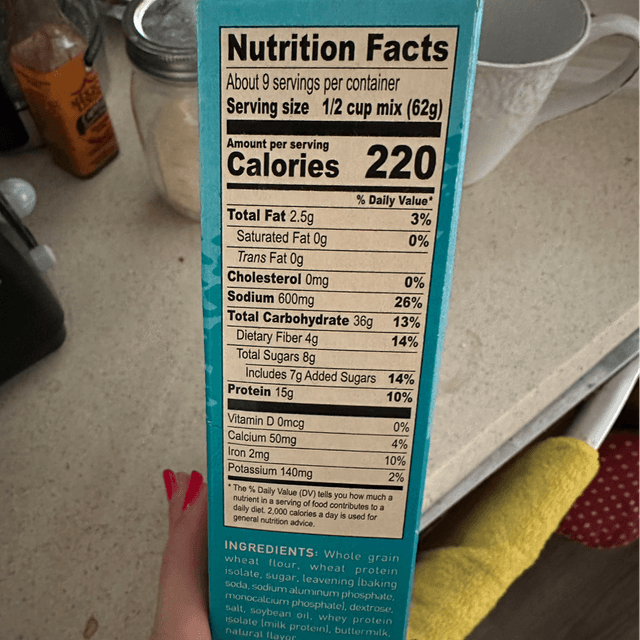 Nutrition Facts
About 9 servings per container
Serving size 1/2 cup mix (62g)
Amount per serving
Calories 220
% Daily Value*
Total Fat 2.5g 3%
Saturated Fat 0g 0%
Trans Fat 0g
Cholesterol 0mg 0%
Sodium 600mg 26%
Total Carbohydrate 36g 13%
Dietary Fiber 4g 14%
Total Sugars 8g
Includes 7g Added Sugars 14%
Protein 15g 10%
Vitamin D 0mcg 0%
Calcium 50mg 4%
Iron 2mg 10%
Potassium 140mg 2%
* The % Daily Value (DV) tells you how much a
nutrient in a serving of food contributes to a
daily diet. 2,000 calories a day is used for
general nutrition advice.
INGREDIENTS: Whole grain
wheat flour, wheat protein
isolate, sugar, leavening (baking
soda, sodium aluminum phosphate,
monocalcium phosphate), dextrose,
salt, soybean oil, whey protein
isolate (milk protein), buttermilk,
natural flavor